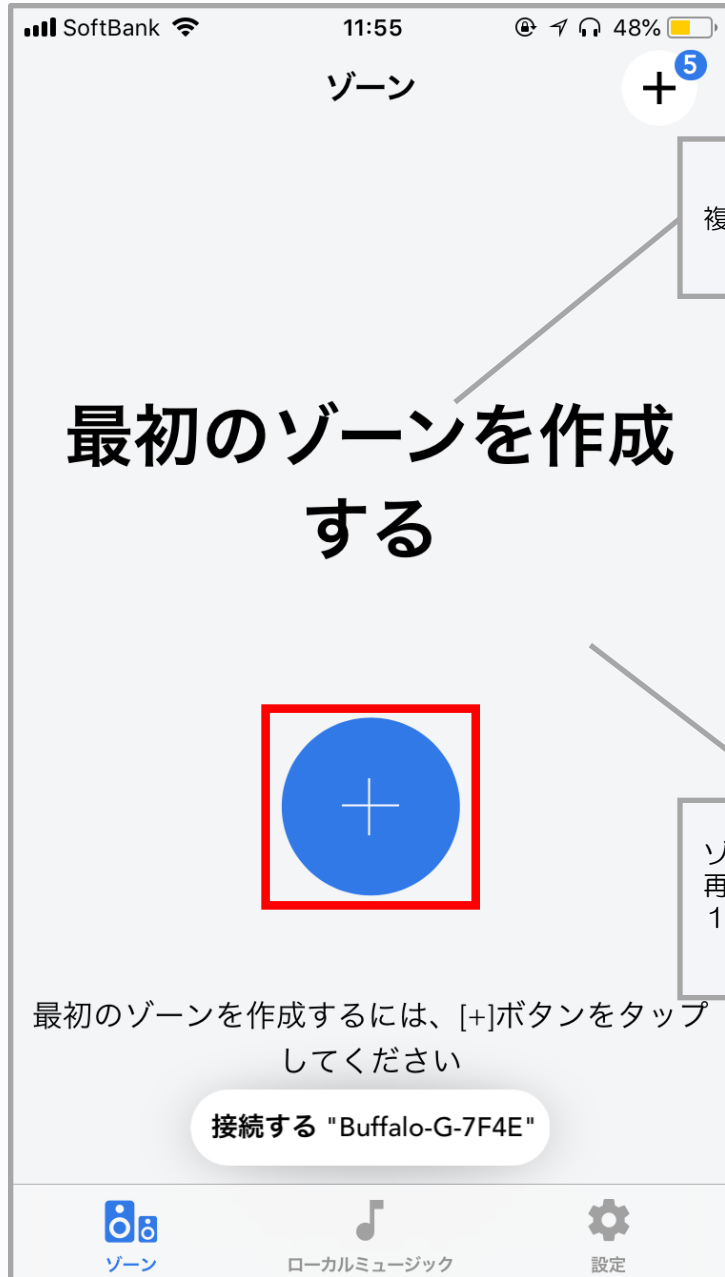 SoftBank 11:55 48%
ゾーン
5
複
最初のゾーンを作成
する
ゾ
再
1
最初のゾーンを作成するには、[+]ボタンをタップ
してください
接続する "Buffalo-G-7F4E"
ゾーン ローカルミュージック 設定